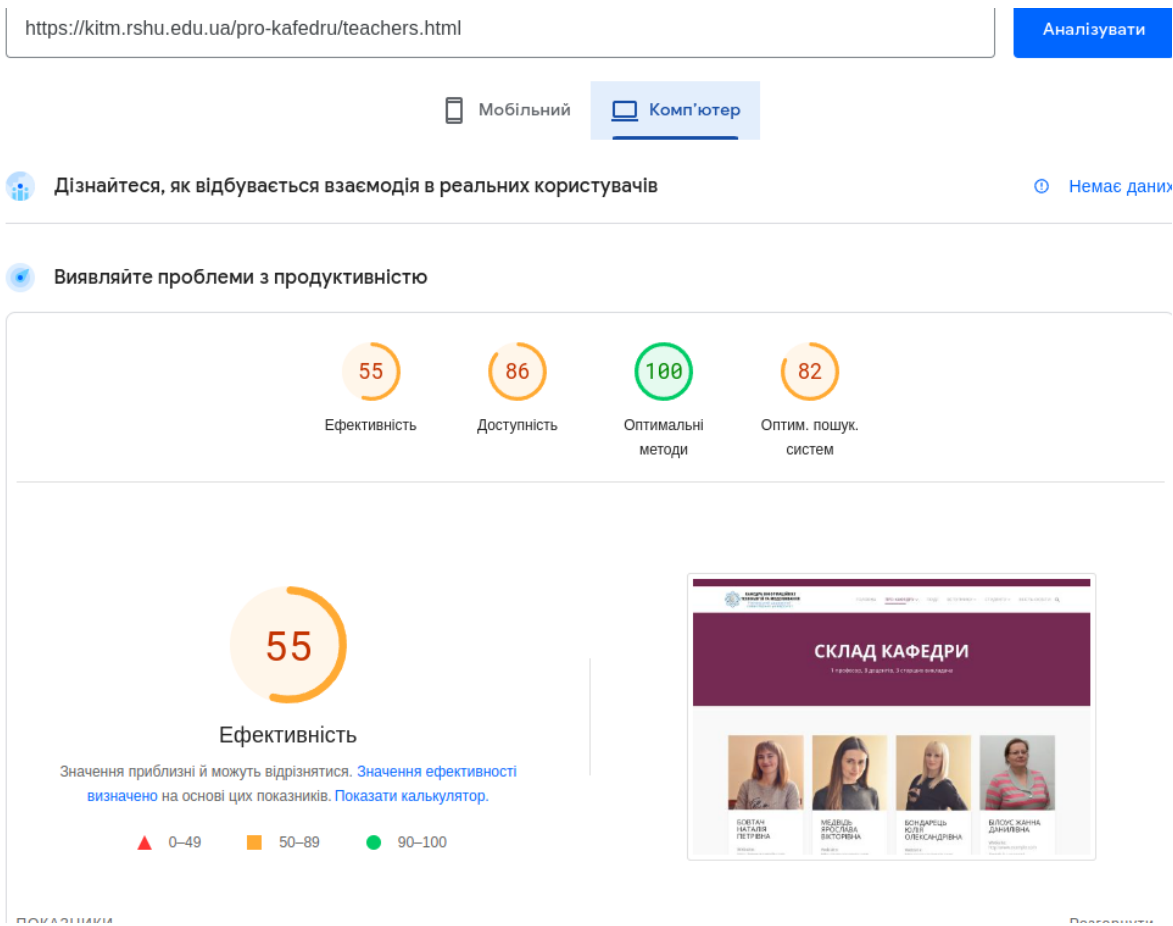 https://kitm.rshu.edu.ua/pro-kafedru/teachers.html
Аналізувати
Мобільний
Комп'ютер
Дізнайтеся, як відбувається взаємодія в реальних користувачів
Немає даних
Виявляйте проблеми з продуктивністю
55
86
100
82
Ефективність
Доступність
Оптимальні
методи
Оптим. пошук.
систем
55
Ефективність
Значення приблизні й можуть відрізнятися. Значення ефективності
визначено на основі цих показників. Показати калькулятор.
0–49
50–89
90–100
СКЛАД КАФЕДРИ
БОВТАЧ
НАТАЛІЯ
ПЕТРІВНА
МЕДВІДЬ
ЯРОСЛАВА
ВІКТОРІВНА
БОНДАРЕЦЬ
ЮЛІЯ
ОЛЕКСАНДРІВНА
БІЛОУС ЖАННА
ДАНИЛІВНА
ПОКАЗНИКИ
Розгорнути